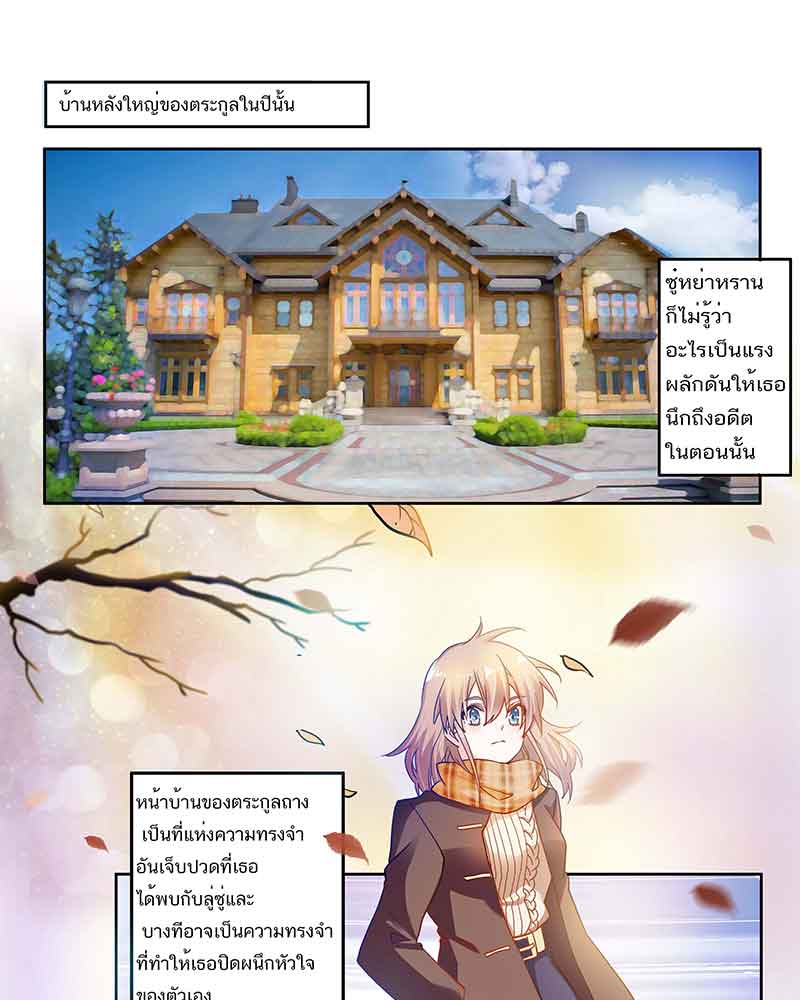 บ้านหลังใหญ่ของตระกูลในปีนั้น
ซู่หย่าหราน
ก็ไม่รู้ว่า
อะไรเป็นแรง
ผลักดันให้เธอ
นึกถึงอดีต
ในตอนนั้น
หน้าบ้านของตระกูลถาง
เป็นที่แห่งความทรงจำ
อันเจ็บปวดที่เธอ
ได้พบกับลู่ซู่และ
บางทีอาจเป็นความทรงจำ
ที่ทำให้เธอปิดผนึกหัวใจ
ของตัวเอง